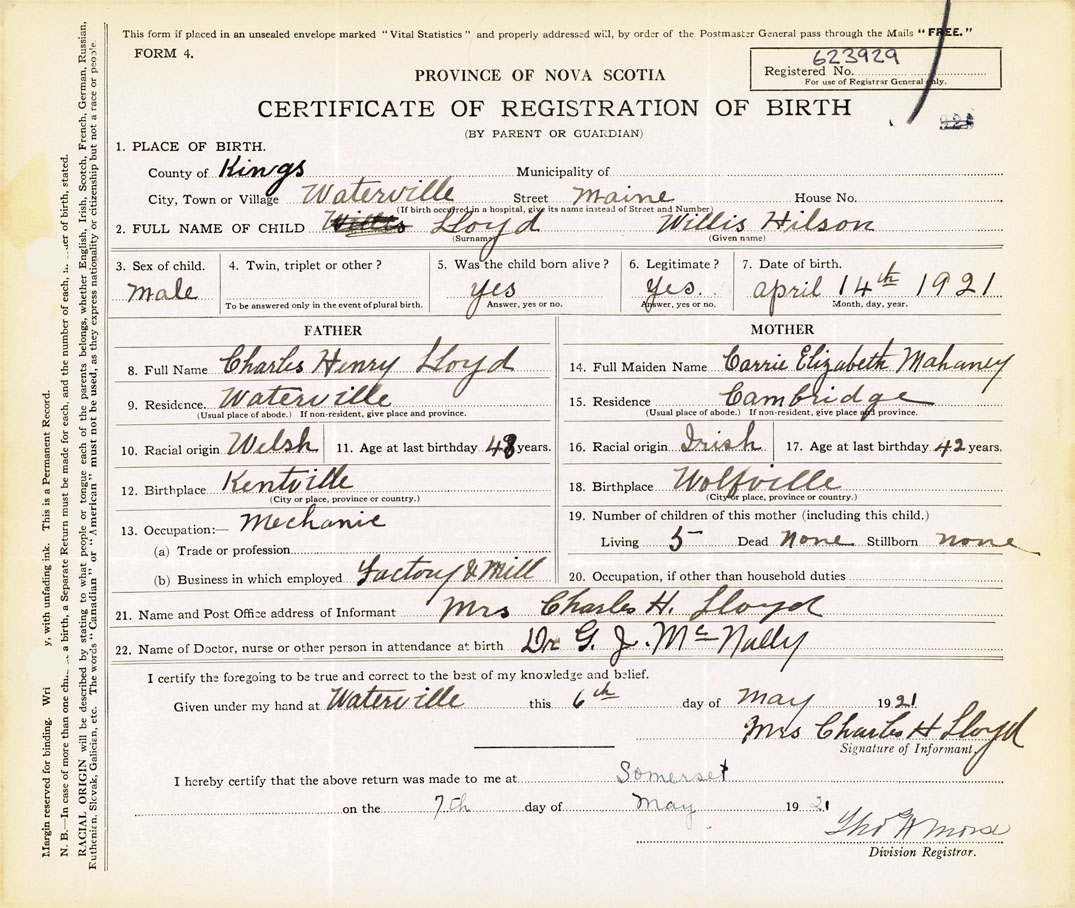 This form if placed in an unsealed envelope marked "Vital Statistics" and properly addressed will, by order of the Postmaster General pass through the Mails "FREE."
FORM 4.
623929
Registered No.
For use of Registrar General only.
PROVINCE OF NOVA SCOTIA
CERTIFICATE OF REGISTRATION OF BIRTH
(BY PARENT OR GUARDIAN)
1. PLACE OF BIRTH.
County of Kings Municipality of
City, Town or Village Waterville Street Maine House No.
(If birth occurred in a hospital, give its name instead of Street and Number)
2. FULL NAME OF CHILD Willis Lloyd Willis Hilson
(Surname) (Given name)
3. Sex of child. 4. Twin, triplet or other? 5. Was the child born alive? 6. Legitimate? 7. Date of birth.
Male yes Yes. april 14th 1921
To be answered only in the event of plural birth. Answer, yes or no. Answer, yes or no. Month, day, year.
FATHER
8. Full Name Charles Henry Lloyd
9. Residence. Waterville
(Usual place of abode.) If non-resident, give place and province.
10. Racial origin Welsh 11. Age at last birthday 48 years.
12. Birthplace Kentville
(City or place, province or country.)
13. Occupation:— Mechanic
(a) Trade or profession
(b) Business in which employed Factory & Mill
MOTHER
14. Full Maiden Name Carrie Elizabeth Mahaney
15. Residence Cambridge
(Usual place of abode.) If non-resident, give place and province.
16. Racial origin Irish 17. Age at last birthday 42 years.
18. Birthplace Wolfville
(City or place, province or country.)
19. Number of children of this mother (including this child.)
Living 5 Dead None Stillborn none
20. Occupation, if other than household duties
21. Name and Post Office address of Informant Mrs Charles H. Lloyd
22. Name of Doctor, nurse or other person in attendance at birth Dr G. J. McNally
I certify the foregoing to be true and correct to the best of my knowledge and belief.
Given under my hand at Waterville this 6th day of May 1921
Mrs Charles H Lloyd
Signature of Informant.
I hereby certify that the above return was made to me at Somerset
on the 7th day of May 1921
Thos H Morse
Division Registrar.
Margin reserved for binding. with unfading ink. This is a Permanent Record.
N. B.—In case of more than one a birth, a Separate Return must be made for each, and the number of each, of birth, stated.
RACIAL ORIGIN will be described by stating to what people or tongue each of the parents belongs, whether English, Irish, Scotch, French, German, Russian,
Ruthenian, Slovak, Galician, etc. The words "Canadian" or "American" must not be used, as they express nationality or citizenship but not a race or people.